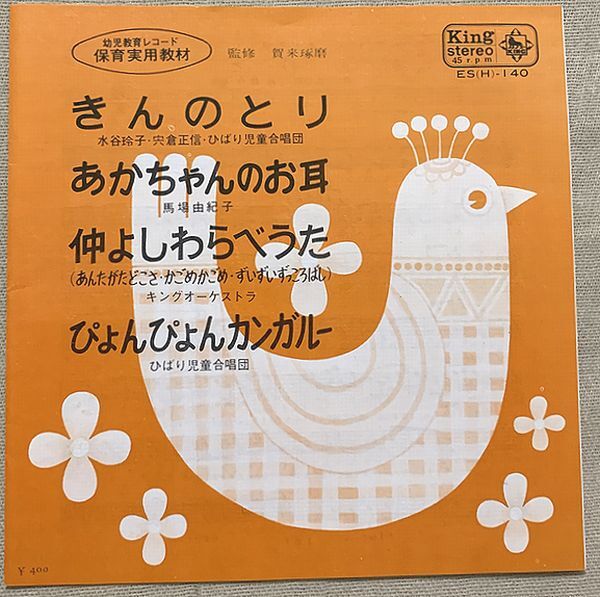 幼児教育レコード
保育実用教材
監修 賀来琢磨
King
stereo
45 r.p.m
KING
ES(H)-140
きんのとり
水谷玲子・宍倉正信・ひばり児童合唱団
あかちゃんのお耳
馬場由紀子
仲よしわらべうた
(あんたがたどこさ・かごめかごめ・ずいずいずっころばし)
キングオーケストラ
ぴょんぴょんカンガルー
ひばり児童合唱団
¥400